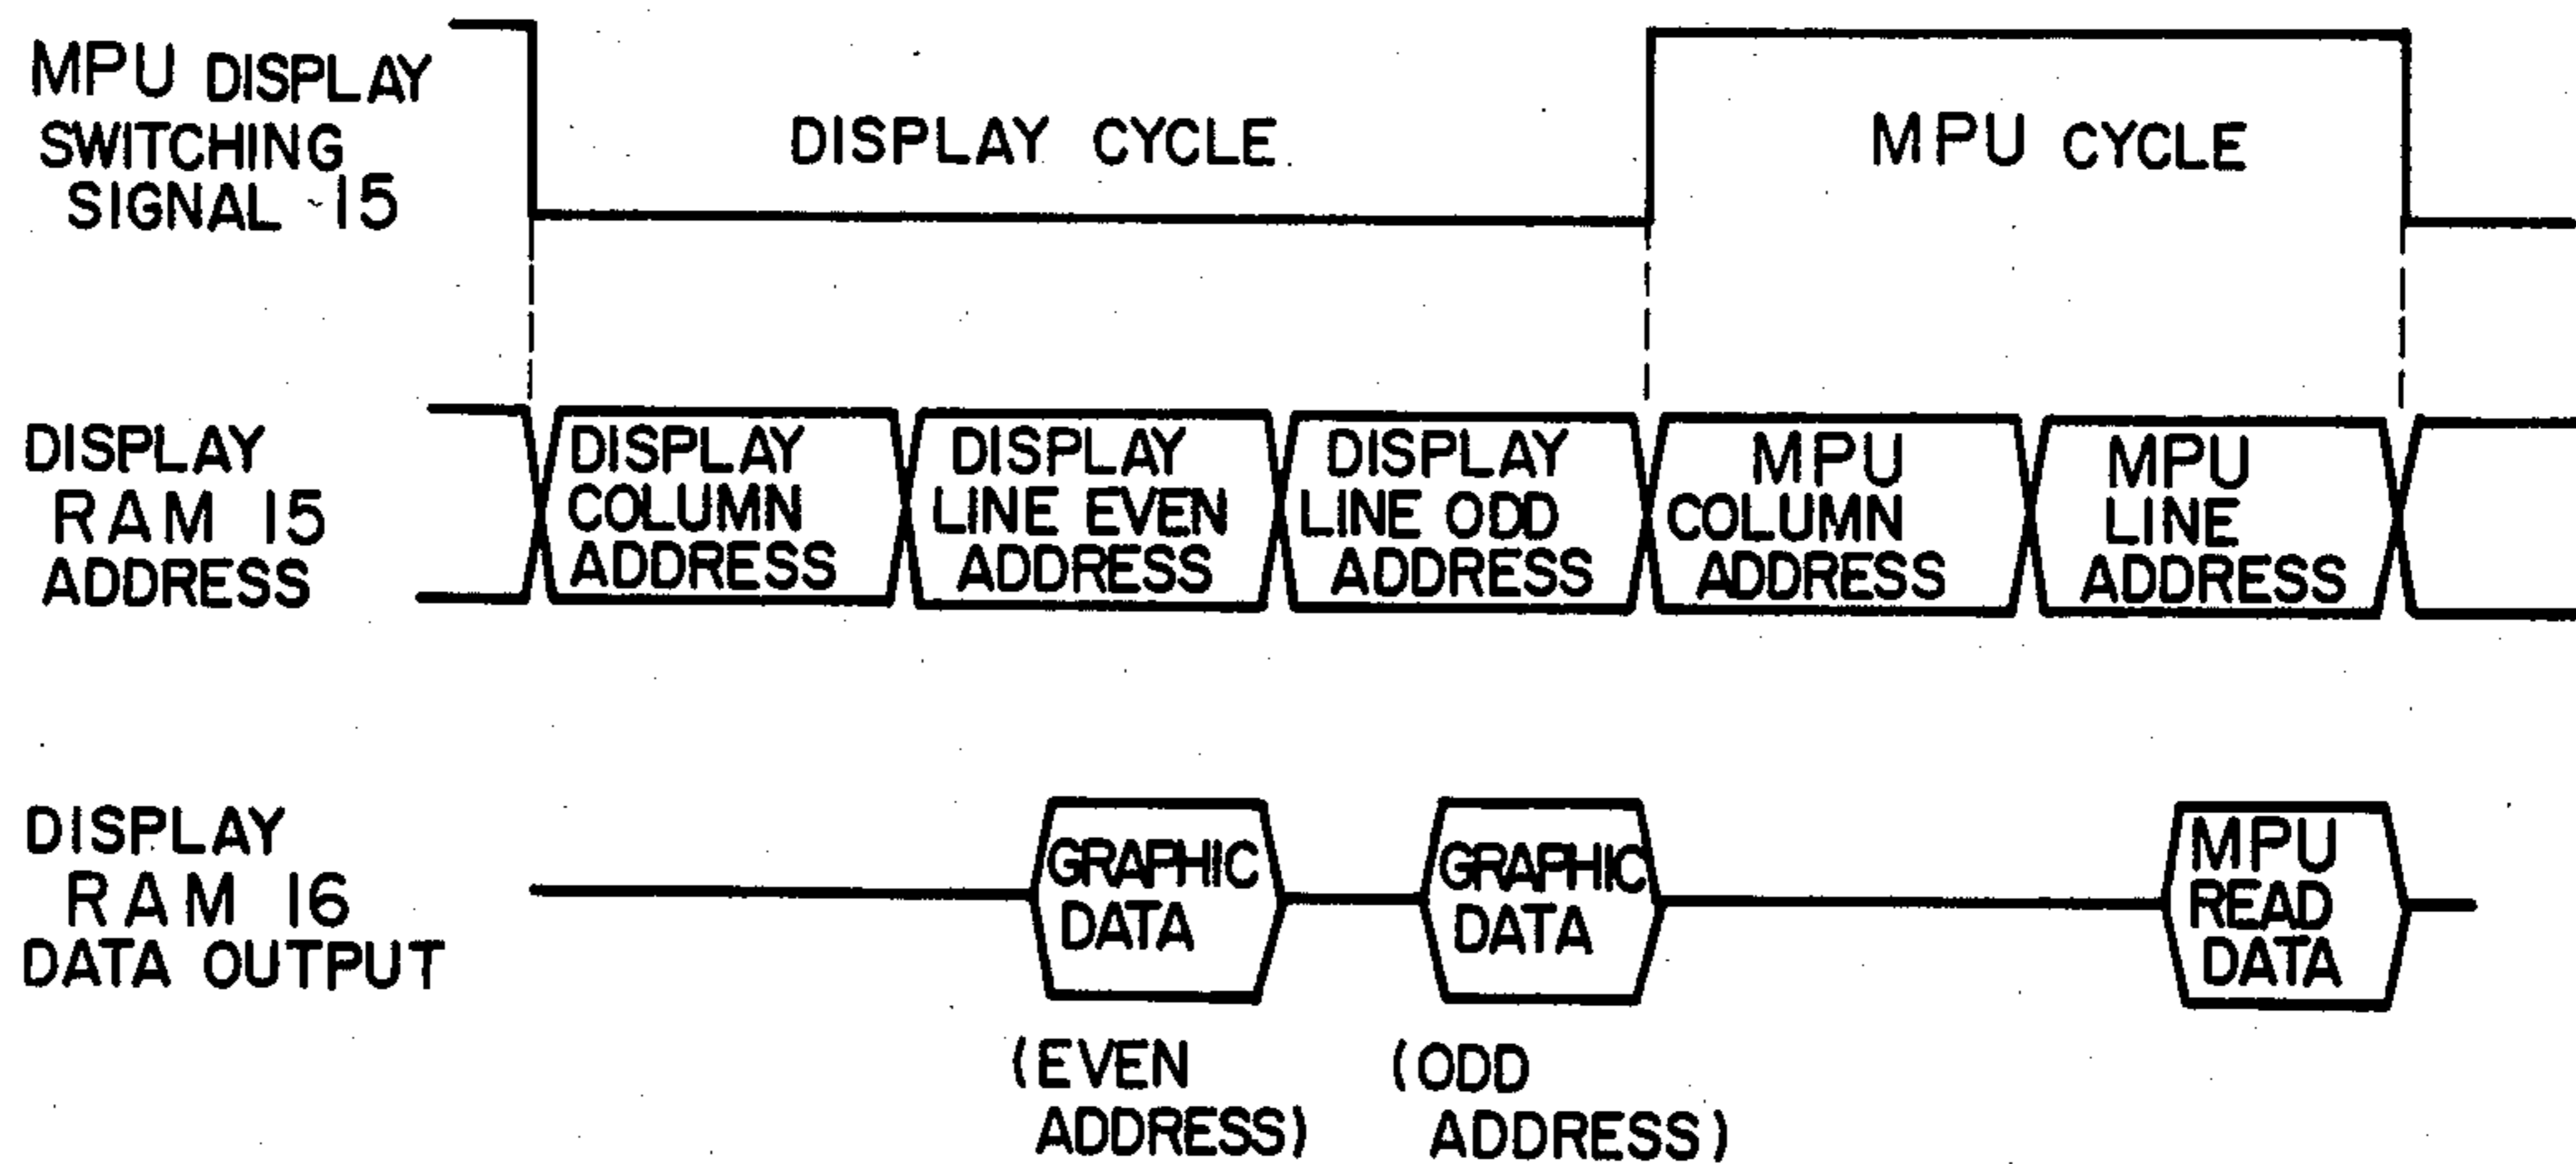 MPU DISPLAY
SWITCHING
SIGNAL 15
DISPLAY CYCLE
MPU CYCLE
DISPLAY
RAM 15
ADDRESS
DISPLAY
COLUMN
ADDRESS
DISPLAY
LINE EVEN
ADDRESS
DISPLAY
LINE ODD
ADDRESS
MPU
COLUMN
ADDRESS
MPU
LINE
ADDRESS
DISPLAY
RAM 16
DATA OUTPUT
GRAPHIC
DATA
GRAPHIC
DATA
MPU
READ
DATA
(EVEN
ADDRESS)
(ODD
ADDRESS)